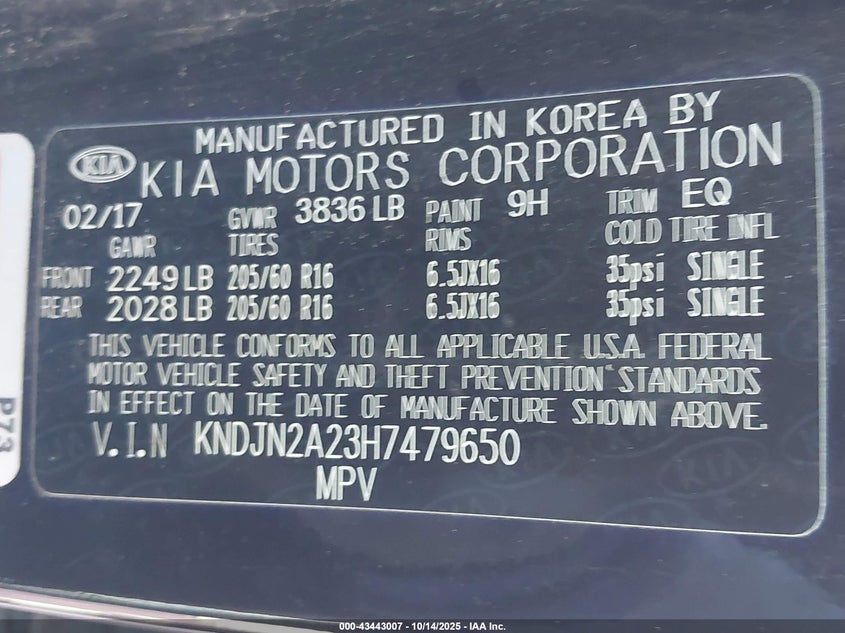 MANUFACTURED IN KOREA BY
KIA KIA MOTORS CORPORATION
02/17 GVWR 3836 LB PAINT 9H TRIM EQ
GAWR TIRES RIMS COLD TIRE INFL
FRONT 2249 LB 205/60 R16 6.5JX16 35psi SINGLE
REAR 2028 LB 205/60 R16 6.5JX16 35psi SINGLE
THIS VEHICLE CONFORMS TO ALL APPLICABLE U.S.A. FEDERAL
MOTOR VEHICLE SAFETY AND THEFT PREVENTION STANDARDS
IN EFFECT ON THE DATE OF MANUFACTURE SHOWN ABOVE.
V.I.N KNDJN2A23H7479650
MPV
P73
000-43443007 - 10/14/2025 - IAA Inc.